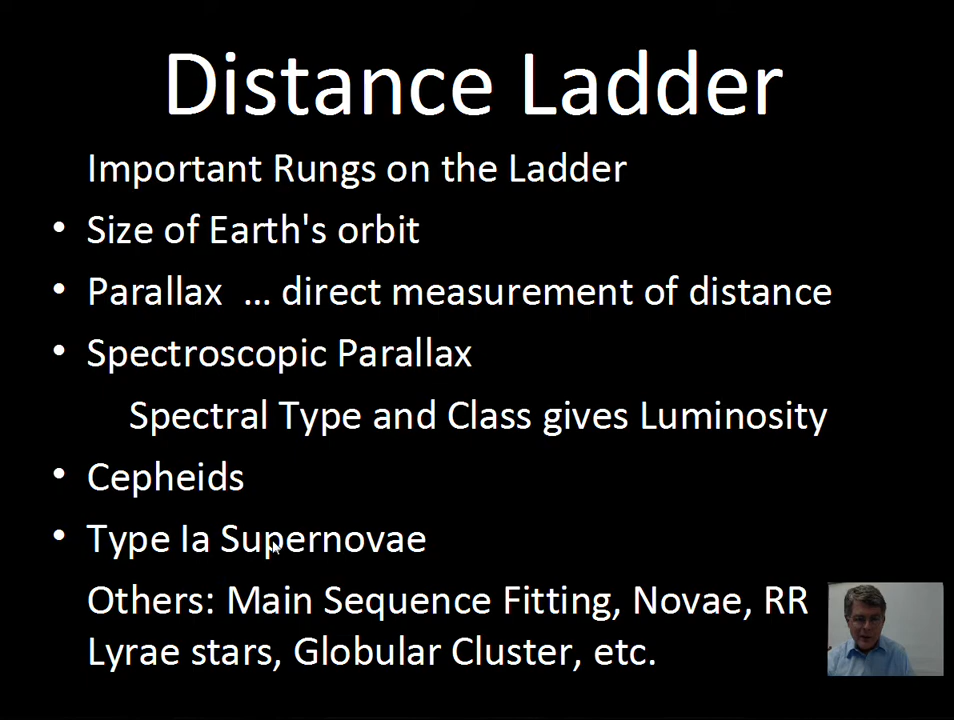 Distance Ladder
Important Rungs on the Ladder
• Size of Earth's orbit
• Parallax ... direct measurement of distance
• Spectroscopic Parallax
Spectral Type and Class gives Luminosity
• Cepheids
• Type Ia Supernovae
Others: Main Sequence Fitting, Novae, RR
Lyrae stars, Globular Cluster, etc.